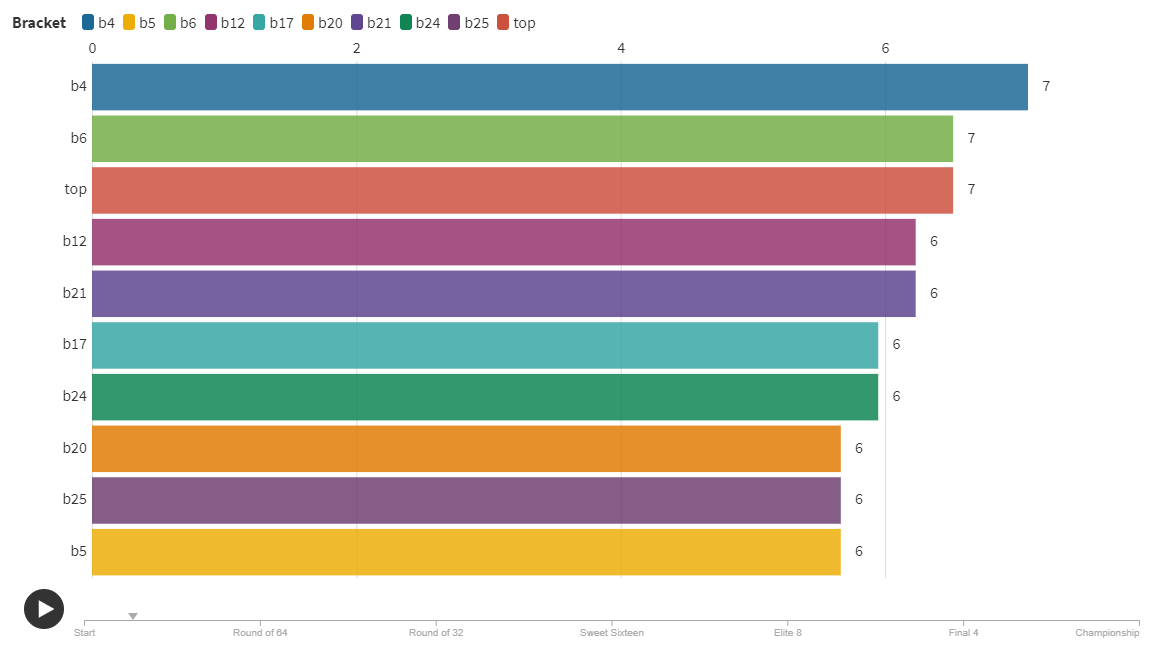 Bracket b4 b5 b6 b12 b17 b20 b21 b24 b25 top
0 2 4 6
b4 7
b6 7
top 7
b12 6
b21 6
b17 6
b24 6
b20 6
b25 6
b5 6
Start Round of 64 Round of 32 Sweet Sixteen Elite 8 Final 4 Championship